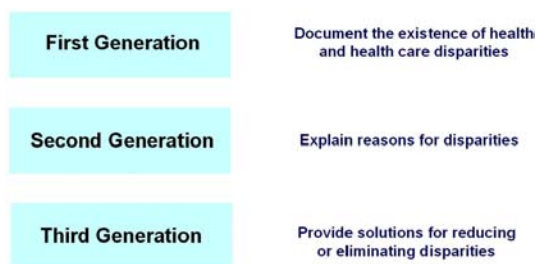 First Generation
Document the existence of health
and health care disparities
Second Generation
Explain reasons for disparities
Third Generation
Provide solutions for reducing
or eliminating disparities